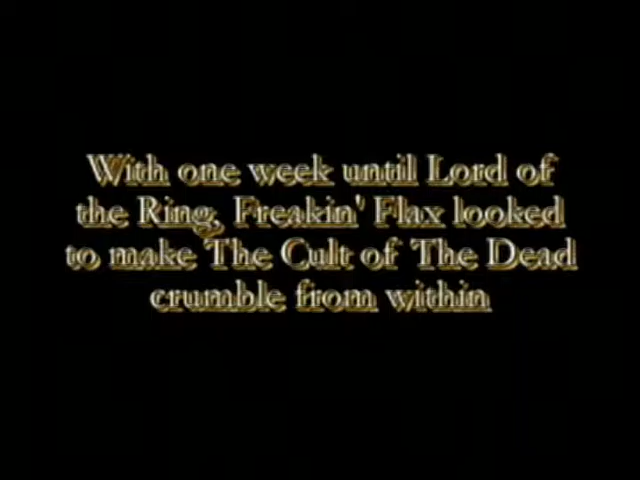 With one week until Lord of
the Ring, Freakin' Flax looked
to make The Cult of The Dead
crumble from within